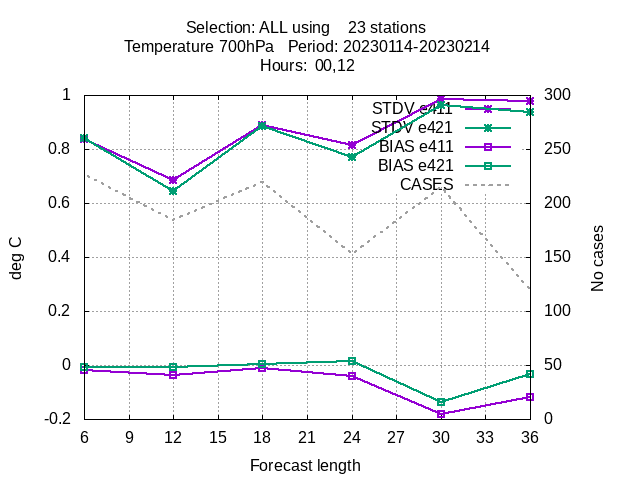 Selection: ALL using 23 stations
Temperature 700hPa Period: 20230114-20230214
Hours: 00,12
1 300
STDV e411
STDV e421
0.8 250
BIAS e411
BIAS e421
CASES
0.6 200
deg C
No cases
0.4 150
0.2 100
0 50
-0.2 0
6 9 12 15 18 21 24 27 30 33 36
Forecast length